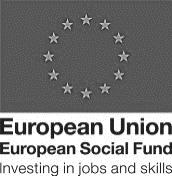 European Union
European Social Fund
Investing in jobs and skills